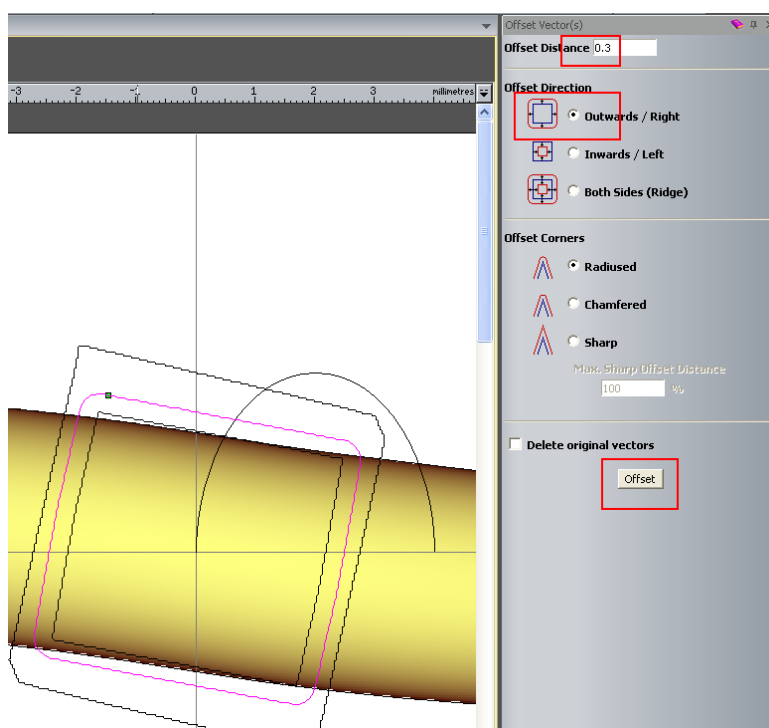 Offset Vector(s)
Offset Distance 0.3
-3 -2 -1 0 1 2 3 millimetres
Offset Direction
Outwards / Right
Inwards / Left
Both Sides (Ridge)
Offset Corners
Radiused
Chamfered
Sharp
Max. Sharp Offset Distance
100 %
Delete original vectors
Offset